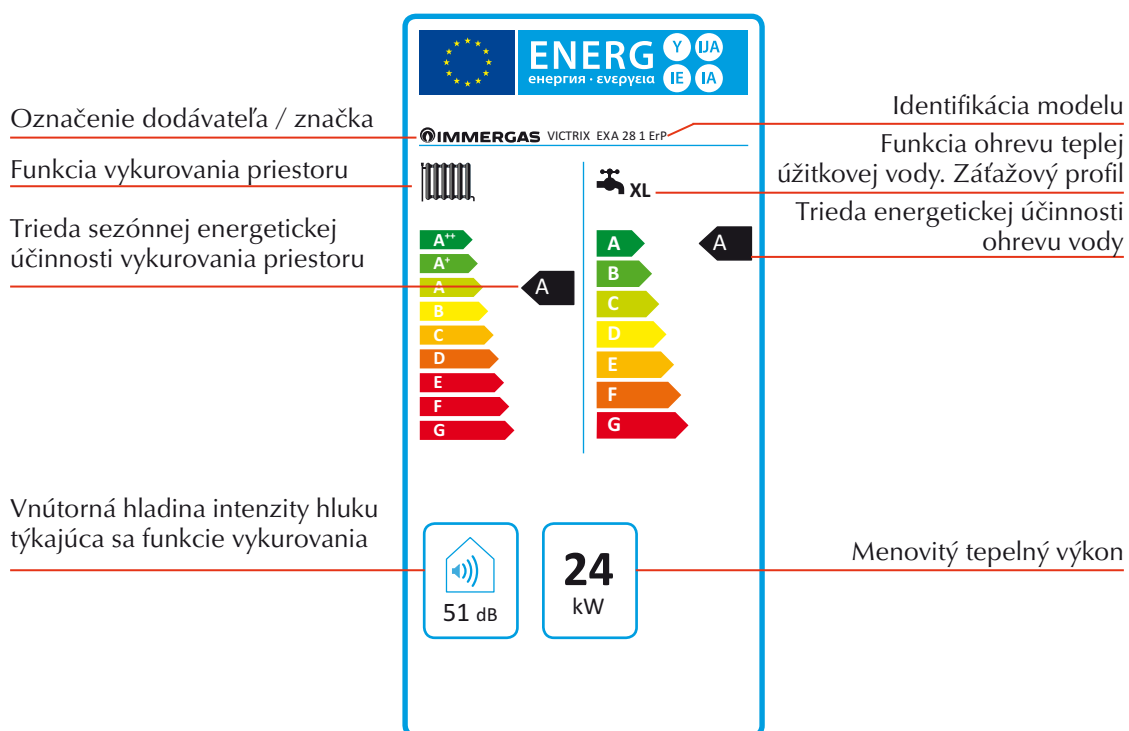 ENERG Y IJA
енергия · ενεργεια IE IA
Označenie dodávateľa / značka
IMMERGAS VICTRIX EXA 28 1 ErP
Identifikácia modelu
Funkcia vykurovania priestoru
Funkcia ohrevu teplej
úžitkovej vody. Záťažový profil
XL
Trieda sezónnej energetickej
účinnosti vykurovania priestoru
Trieda energetickej účinnosti
ohrevu vody
A++
A+
A
B
C
D
E
F
G
A
A
B
C
D
E
F
G
A
Vnútorná hladina intenzity hluku
týkajúca sa funkcie vykurovania
51 dB
24
kW
Menovitý tepelný výkon